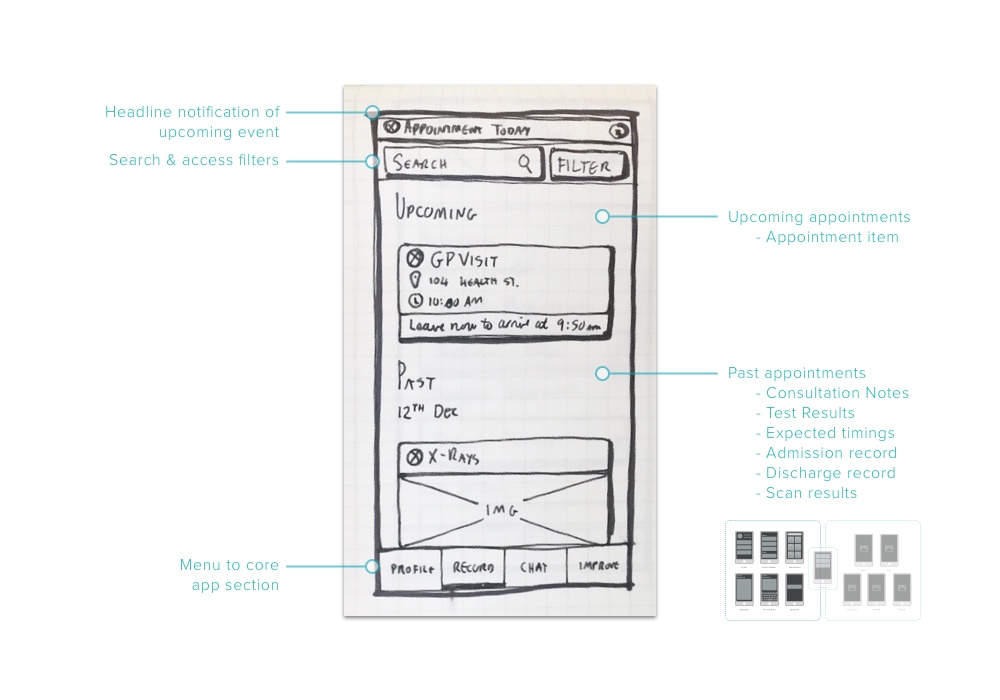 Headline notification of
upcoming event
Search & access filters
Menu to core
app section
APPOINTMENT TODAY
SEARCH
FILTER
UPCOMING
GP VISIT
104 HEALTH ST.
10:00 AM
Leave now to arrive at 9:50am
PAST
12TH DEC
X-RAYS
IMG
PROFILE RECORD CHAT IMPROVE
Upcoming appointments
- Appointment item
Past appointments
- Consultation Notes
- Test Results
- Expected timings
- Admission record
- Discharge record
- Scan results